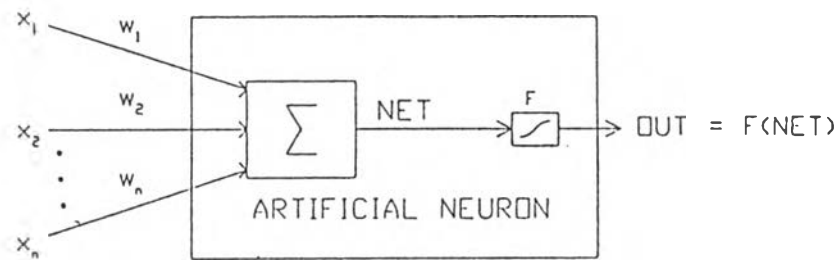 X₁
W₁
X₂
W₂
Xₙ
Wₙ
Σ
NET
F
OUT = F(NET)
ARTIFICIAL NEURON